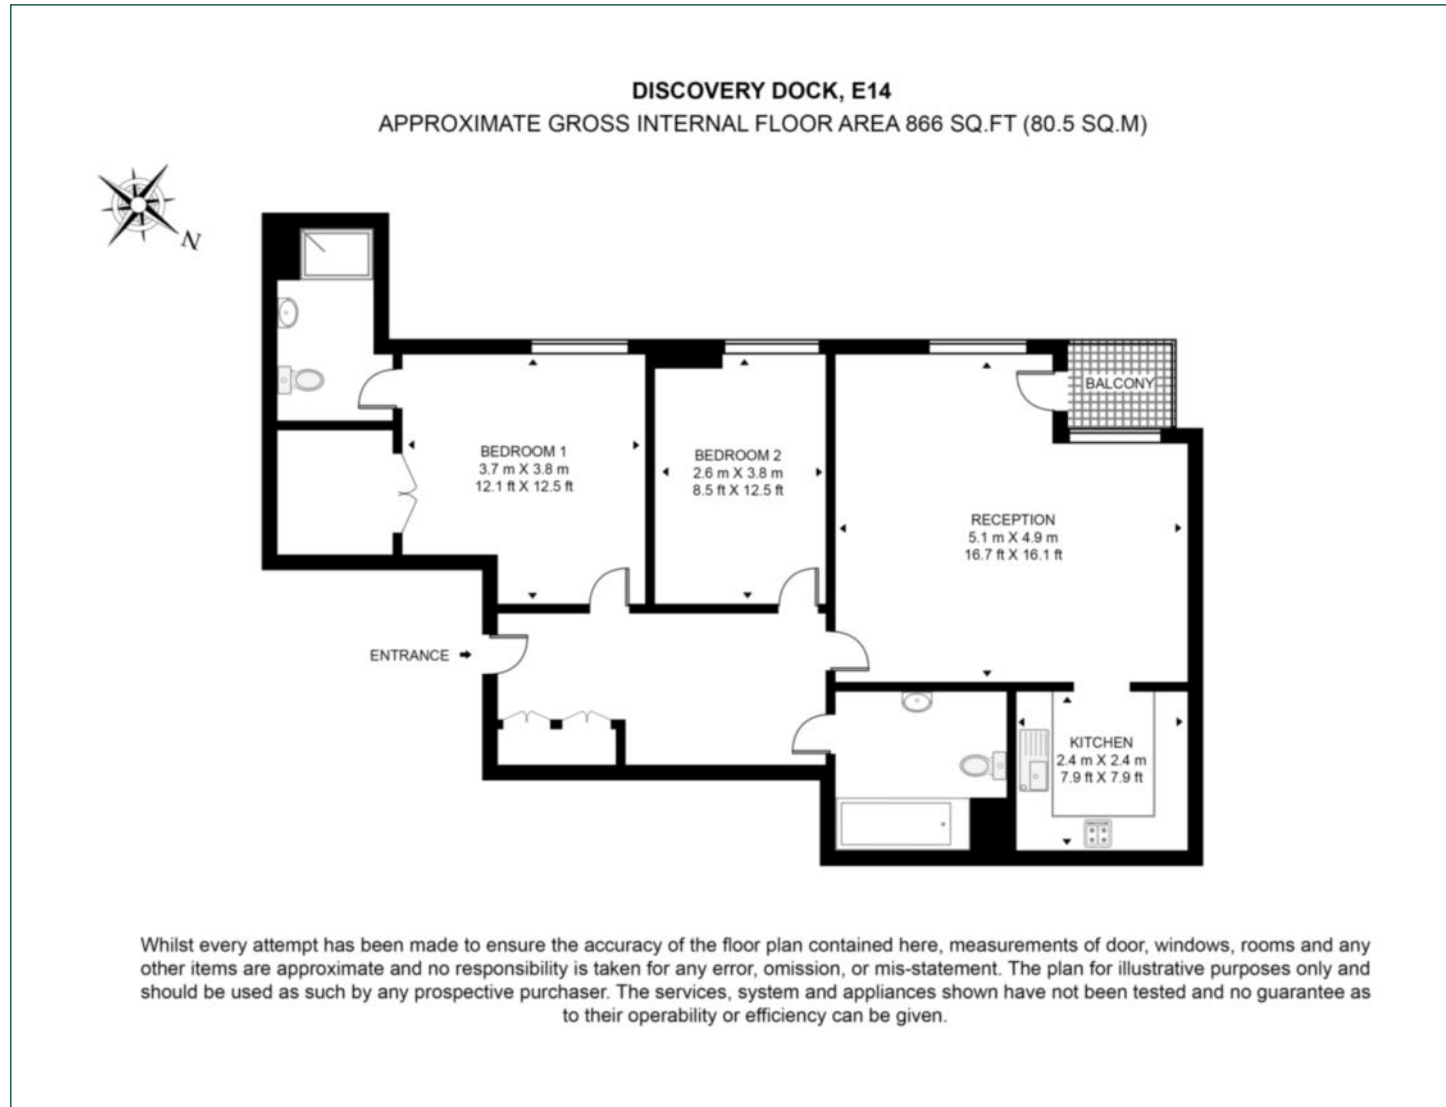 DISCOVERY DOCK, E14
APPROXIMATE GROSS INTERNAL FLOOR AREA 866 SQ.FT (80.5 SQ.M)
N
BALCONY
BEDROOM 1
3.7 m X 3.8 m
12.1 ft X 12.5 ft
BEDROOM 2
2.6 m X 3.8 m
8.5 ft X 12.5 ft
RECEPTION
5.1 m X 4.9 m
16.7 ft X 16.1 ft
ENTRANCE
KITCHEN
2.4 m X 2.4 m
7.9 ft X 7.9 ft
Whilst every attempt has been made to ensure the accuracy of the floor plan contained here, measurements of door, windows, rooms and any
other items are approximate and no responsibility is taken for any error, omission, or mis-statement. The plan for illustrative purposes only and
should be used as such by any prospective purchaser. The services, system and appliances shown have not been tested and no guarantee as
to their operability or efficiency can be given.